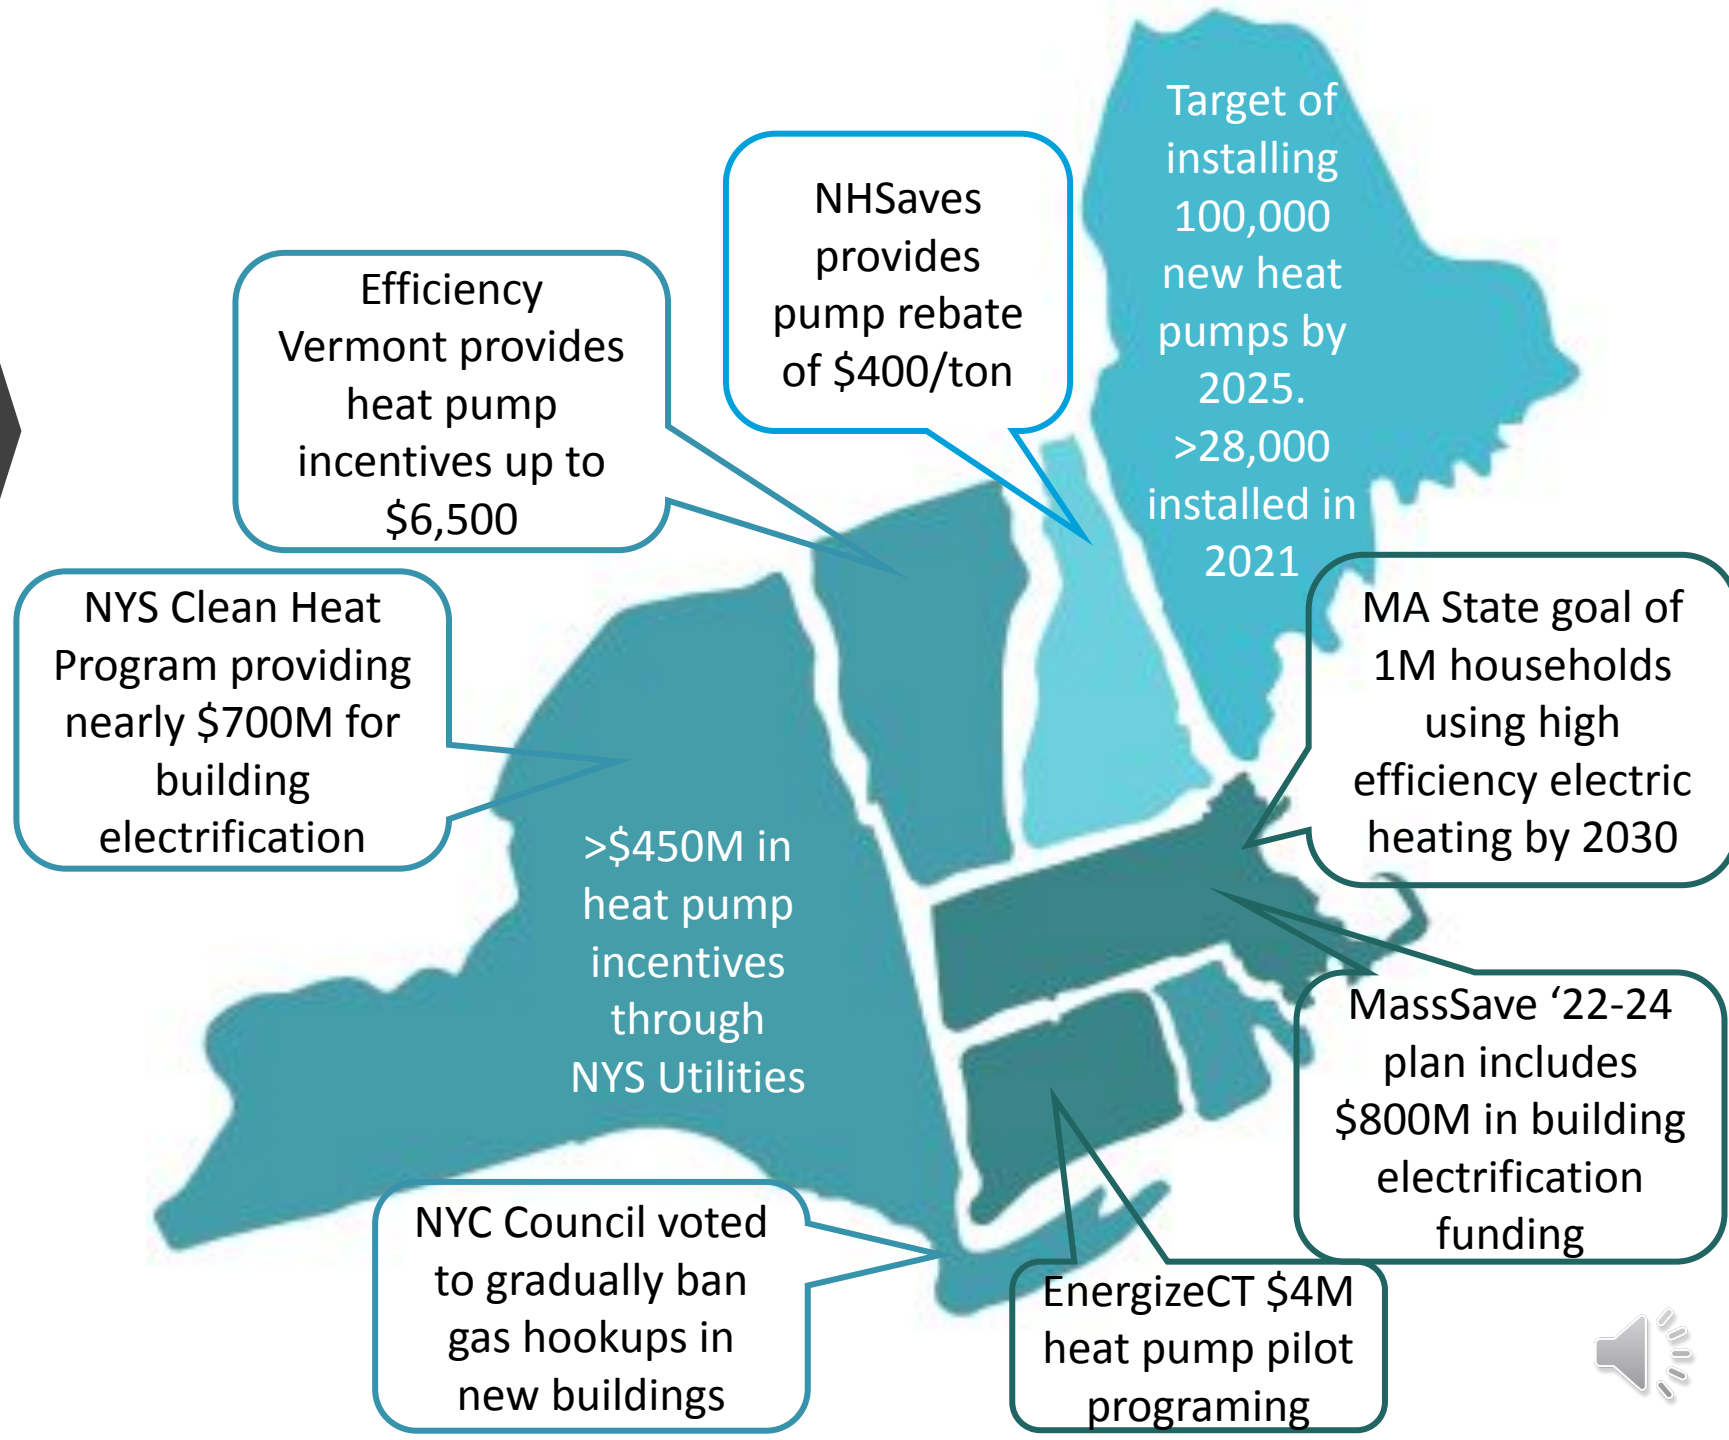 Target of
installing
100,000
new heat
pumps by
2025.
>28,000
installed in
2021
NHSaves
provides
pump rebate
of $400/ton
Efficiency
Vermont provides
heat pump
incentives up to
$6,500
NYS Clean Heat
Program providing
nearly $700M for
building
electrification
MA State goal of
1M households
using high
efficiency electric
heating by 2030
>$450M in
heat pump
incentives
through
NYS Utilities
MassSave ‘22-24
plan includes
$800M in building
electrification
funding
NYC Council voted
to gradually ban
gas hookups in
new buildings
EnergizeCT $4M
heat pump pilot
programing